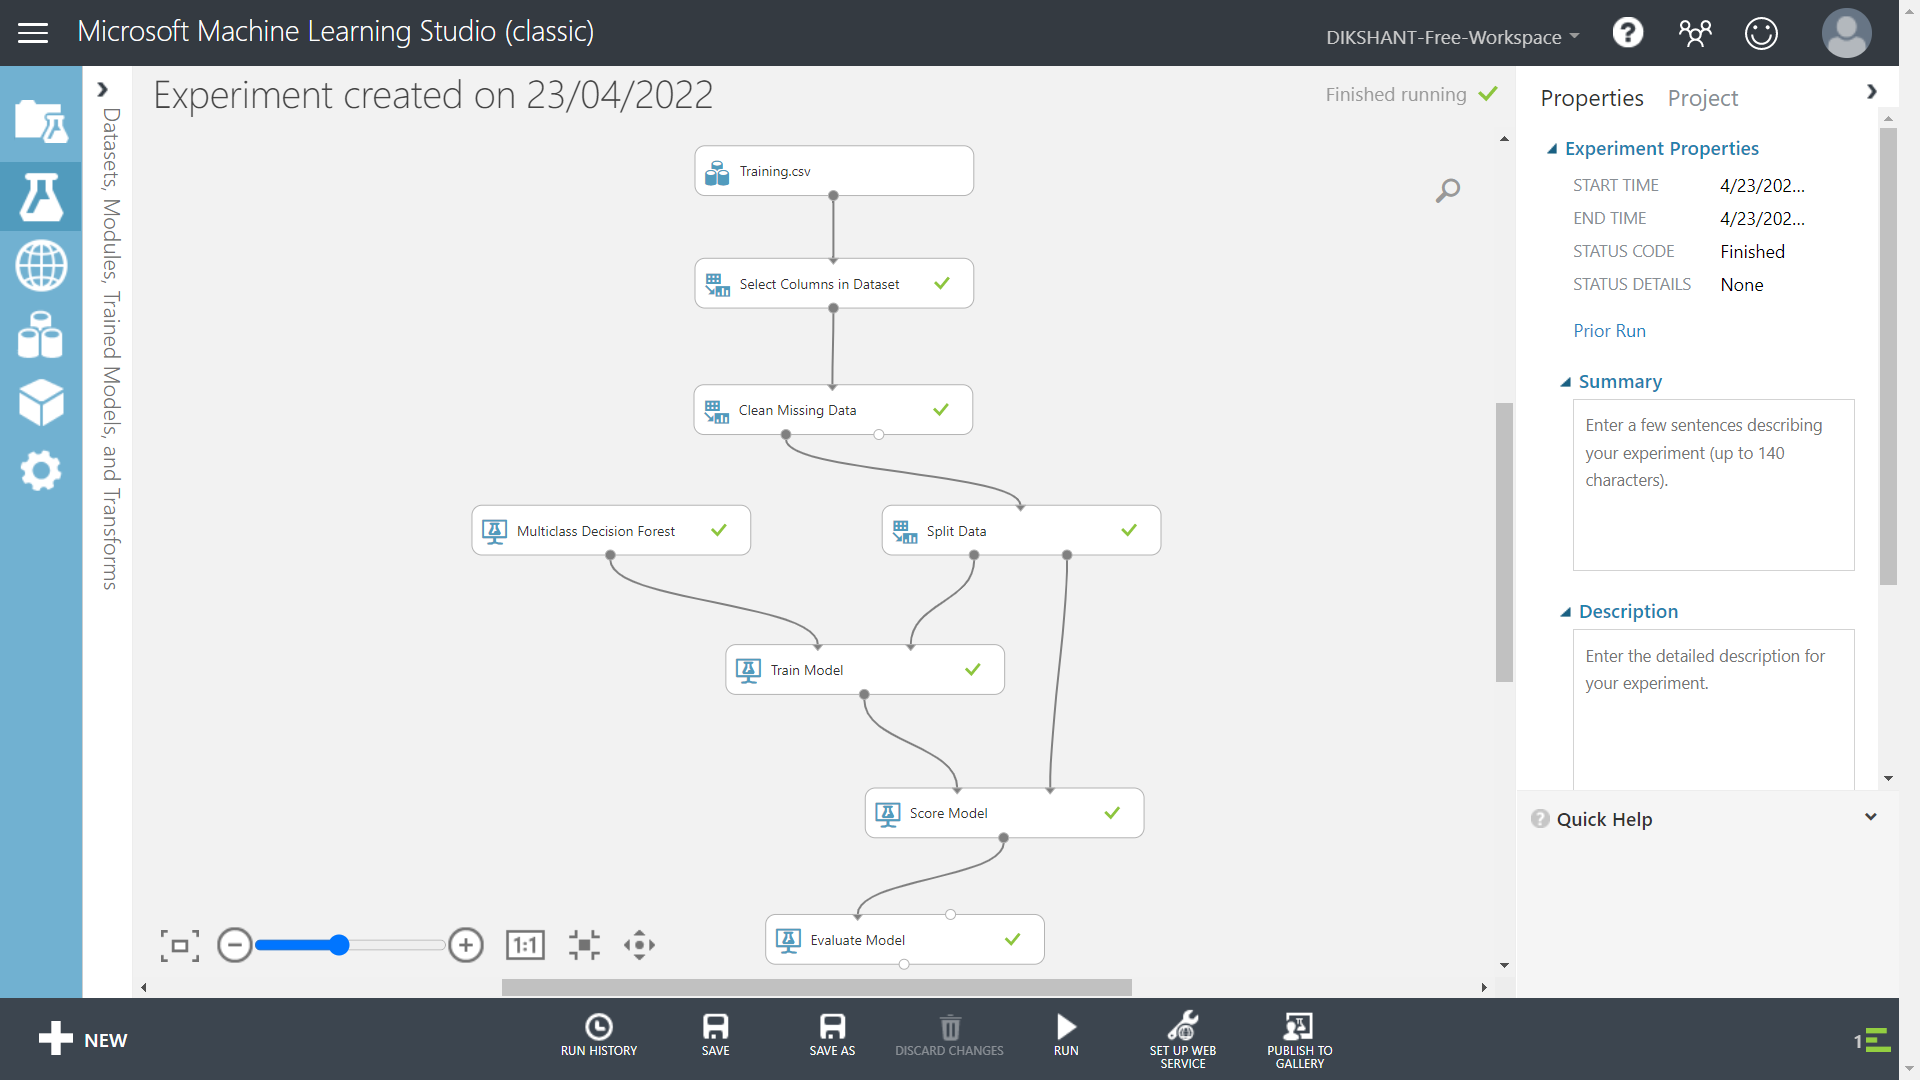 Microsoft Machine Learning Studio (classic)
DIKSHANT-Free-Workspace
?
Datasets, Modules, Trained Models, and Transforms
Experiment created on 23/04/2022
Finished running
Training.csv
Select Columns in Dataset
Clean Missing Data
Multiclass Decision Forest
Split Data
Train Model
Score Model
Evaluate Model
1:1
Properties Project
Experiment Properties
START TIME 4/23/202...
END TIME 4/23/202...
STATUS CODE Finished
STATUS DETAILS None
Prior Run
Summary
Enter a few sentences describing
your experiment (up to 140
characters).
Description
Enter the detailed description for
your experiment.
? Quick Help
NEW
RUN HISTORY
SAVE
SAVE AS
DISCARD CHANGES
RUN
SET UP WEB
SERVICE
PUBLISH TO
GALLERY
1